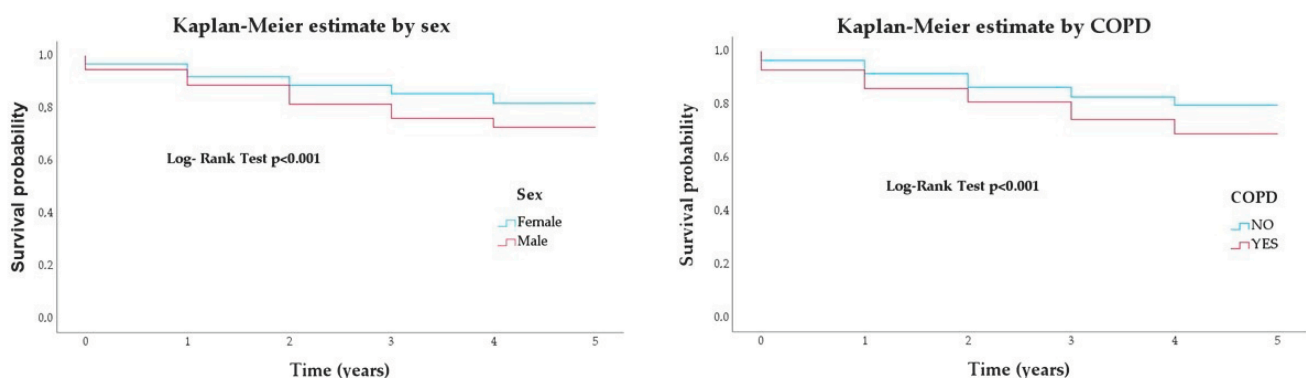 Kaplan-Meier estimate by sex
1.0
0.8
0.6
0.4
0.2
0.0
Survival probability
Log- Rank Test p<0.001
Sex
Female
Male
0 1 2 3 4 5
Time (years)
Kaplan-Meier estimate by COPD
1.0
0.8
0.6
0.4
0.2
0.0
Survival probability
Log-Rank Test p<0.001
COPD
NO
YES
0 1 2 3 4 5
Time (years)